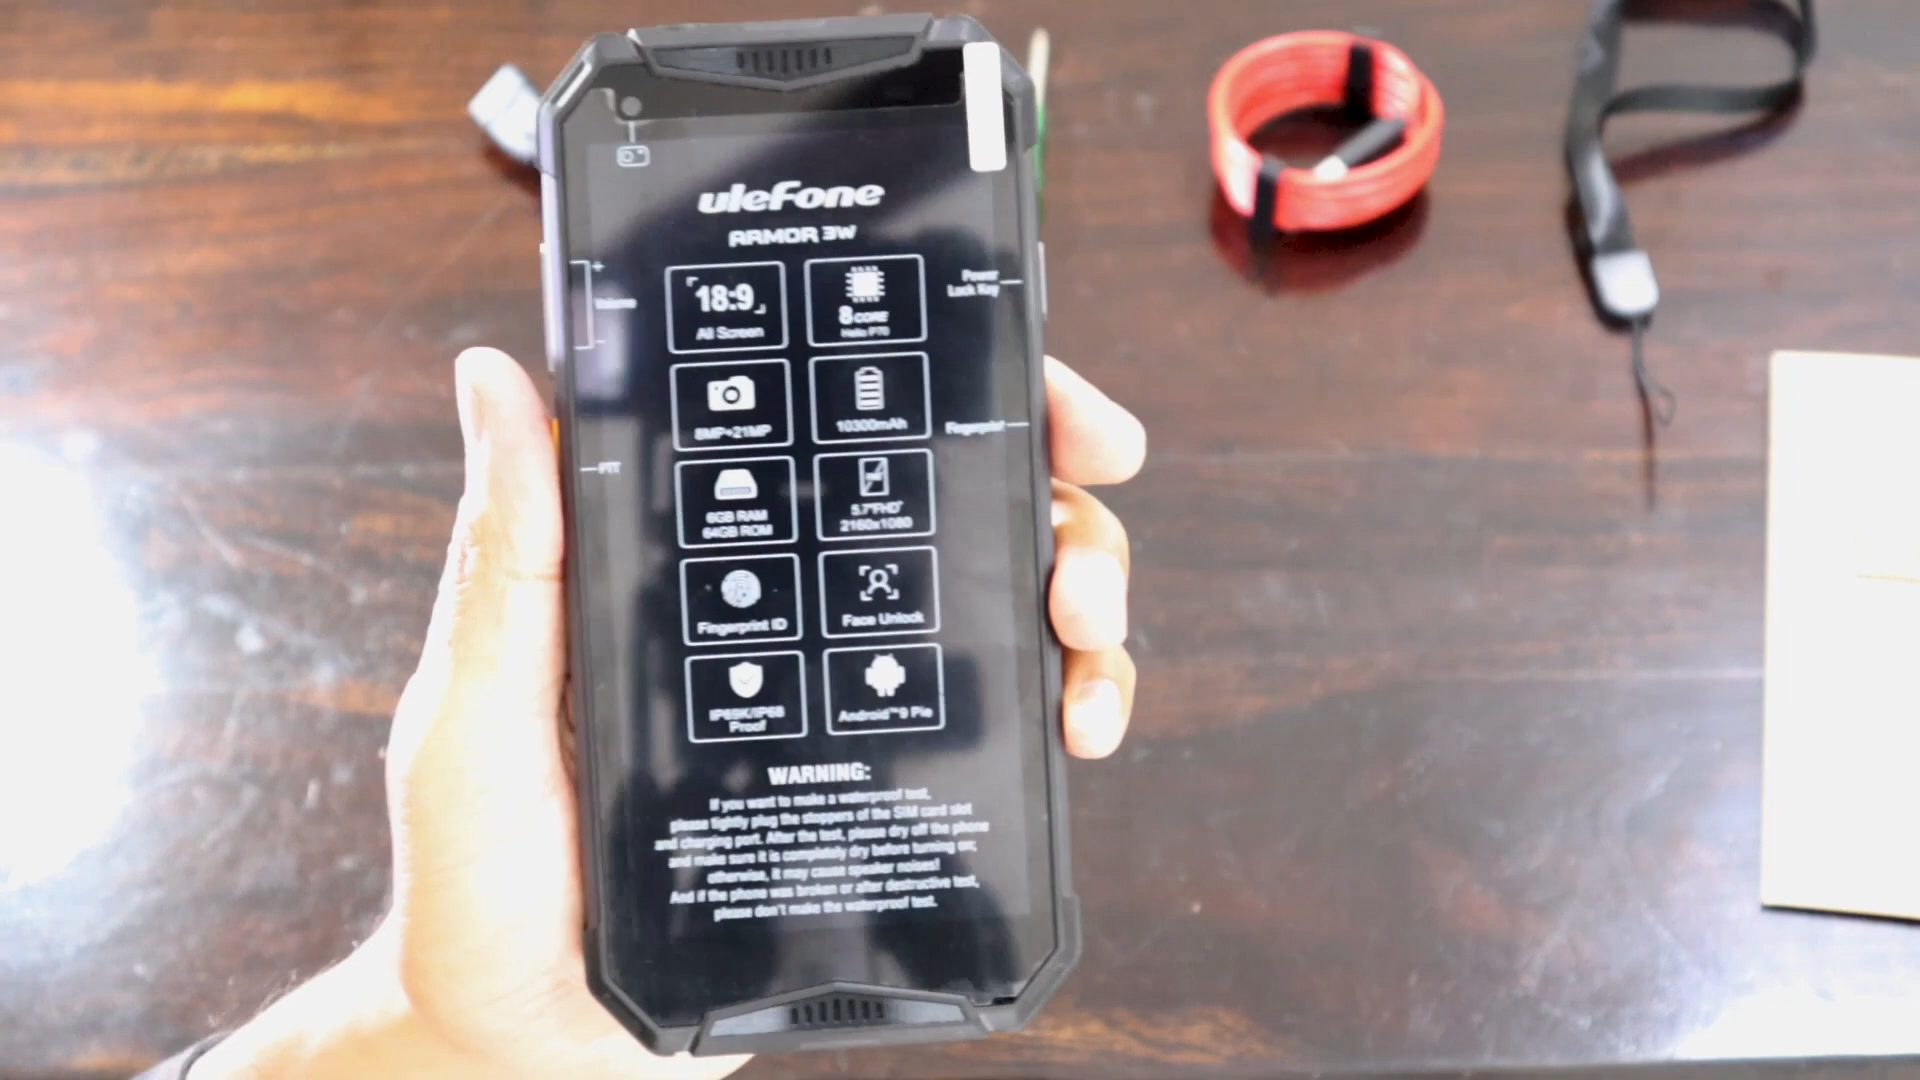 ulefone
ARMOR 3W
+
Volume
-
PTT
Power
Lock Key
Fingerprint
18:9
All Screen
8 CORE
Helio P70
8MP+21MP
10300mAh
6GB RAM
64GB ROM
5.7"FHD+
2160x1080
Fingerprint ID
Face Unlock
IP69K/IP68
Proof
Android™ 9 Pie
WARNING:
If you want to make a waterproof test,
please tightly plug the stoppers of the SIM card slot
and charging port. After the test, please dry off the phone
and make sure it is completely dry before turning on;
otherwise, it may cause speaker noises!
And if the phone was broken or after destructive test,
please don't make the waterproof test.